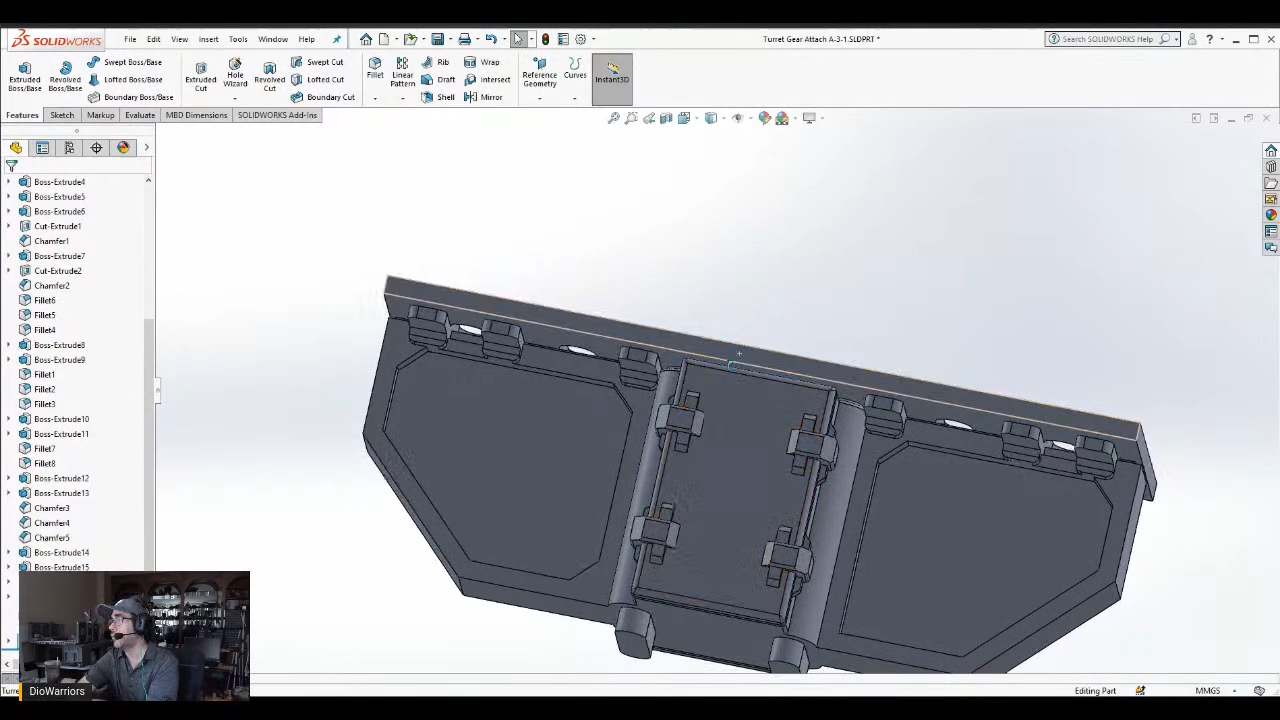 SOLIDWORKS File Edit View Insert Tools Window Help Turret Gear Attach A-3-1.SLDPRT * Search SOLIDWORKS Help
Extruded Boss/Base
Revolved Boss/Base
Swept Boss/Base
Lofted Boss/Base
Boundary Boss/Base
Extruded Cut
Hole Wizard
Revolved Cut
Swept Cut
Lofted Cut
Boundary Cut
Fillet
Linear Pattern
Rib
Draft
Shell
Wrap
Intersect
Mirror
Reference Geometry
Curves
Instant3D
Features Sketch Markup Evaluate MBD Dimensions SOLIDWORKS Add-Ins
Boss-Extrude4
Boss-Extrude5
Boss-Extrude6
Cut-Extrude1
Chamfer1
Boss-Extrude7
Cut-Extrude2
Chamfer2
Fillet6
Fillet5
Fillet4
Boss-Extrude8
Boss-Extrude9
Fillet1
Fillet2
Fillet3
Boss-Extrude10
Boss-Extrude11
Fillet7
Fillet8
Boss-Extrude12
Boss-Extrude13
Chamfer3
Chamfer4
Chamfer5
Boss-Extrude14
Boss-Extrude15
DioWarriors
Editing Part MMGS